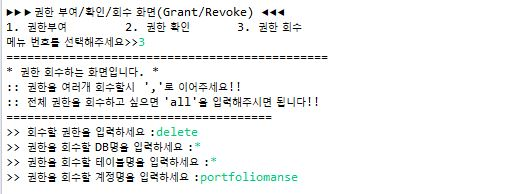 ▶▶▶권한 부여/확인/회수 화면(Grant/Revoke) ◀◀◀
1. 권한부여 2. 권한 확인 3. 권한 회수
메뉴 번호를 선택해주세요>>3
==============================================
* 권한 회수하는 화면입니다. *
:: 권한을 여러개 회수할시 ','로 이어주세요!!
:: 전체 권한을 회수하고 싶으면 'all'을 입력해주시면 됩니다!!
======================================
>> 회수할 권한을 입력하세요 :delete
>> 권한을 회수할 DB명을 입력하세요 :*
>> 권한을 회수할 테이블명을 입력하세요 :*
>> 권한을 회수할 계정명을 입력하세요 :portfoliomanse